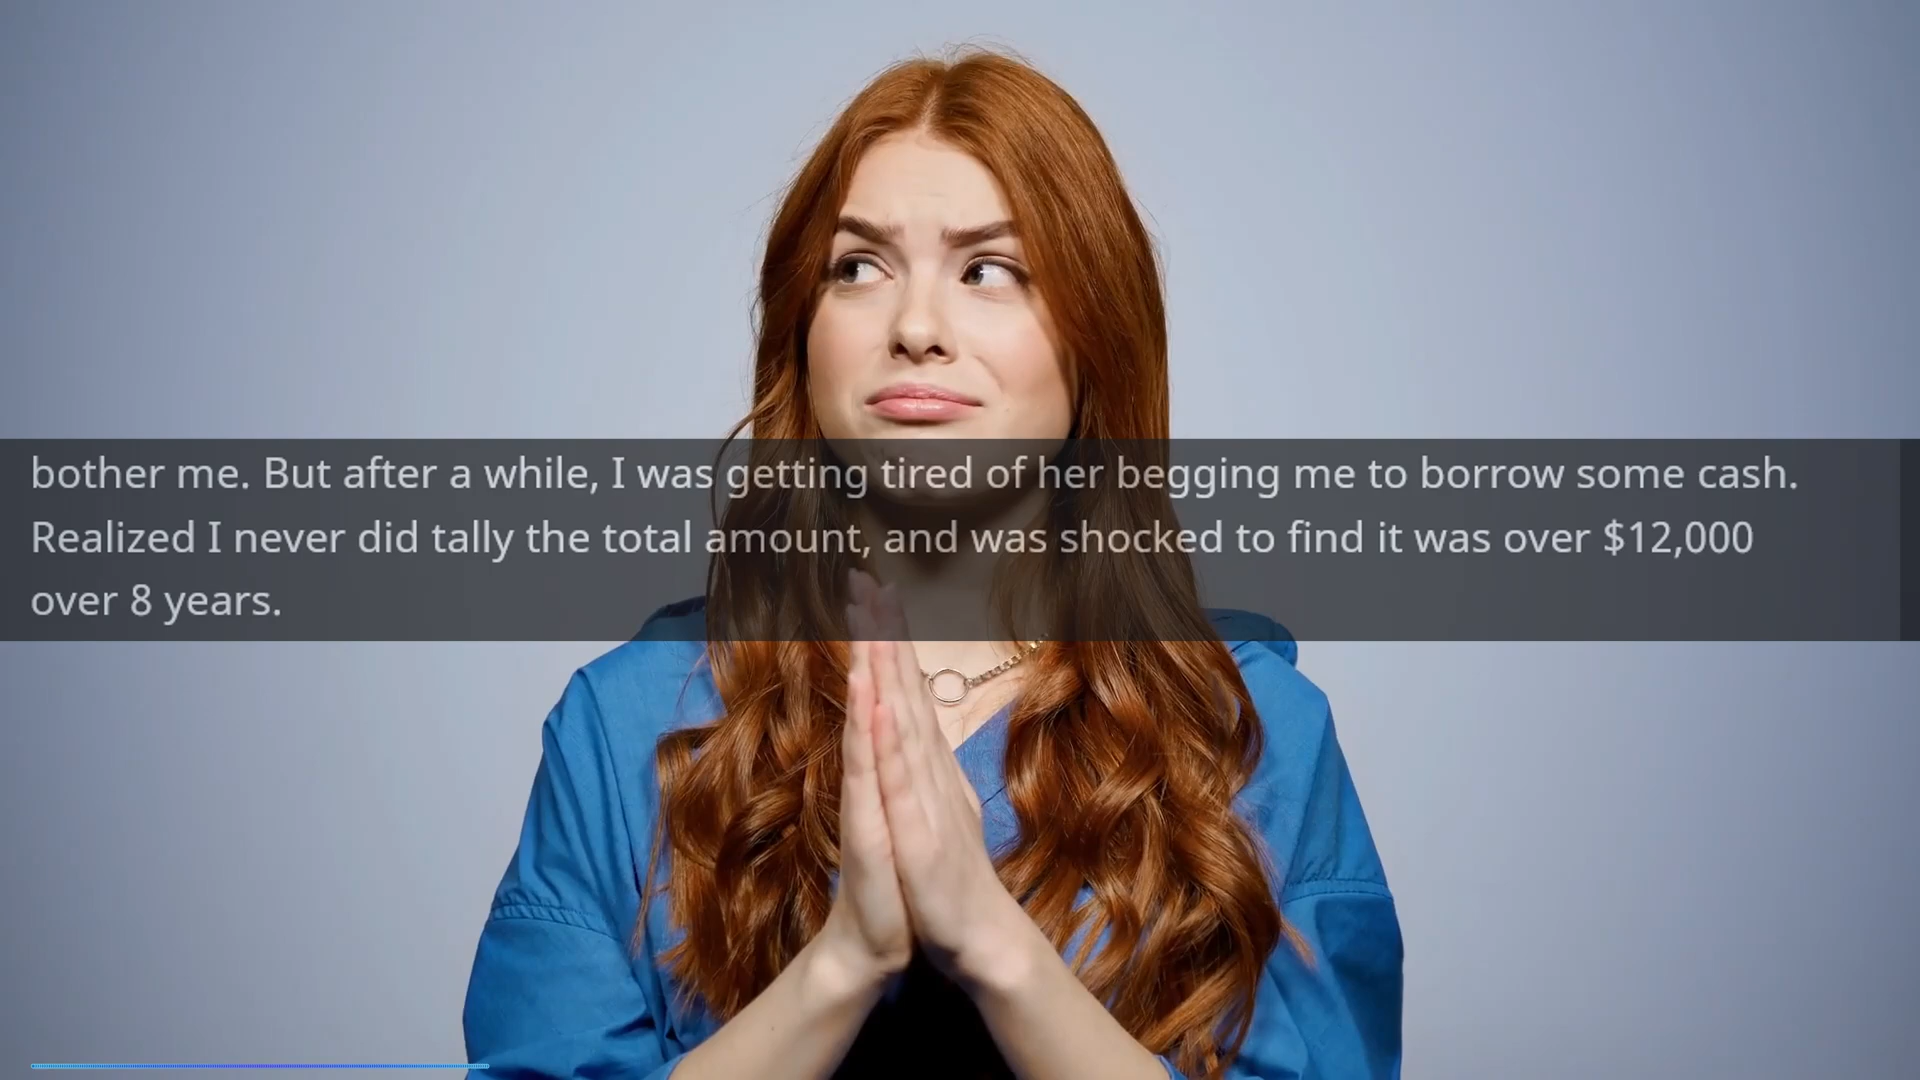 bother me. But after a while, I was getting tired of her begging me to borrow some cash.
Realized I never did tally the total amount, and was shocked to find it was over $12,000
over 8 years.